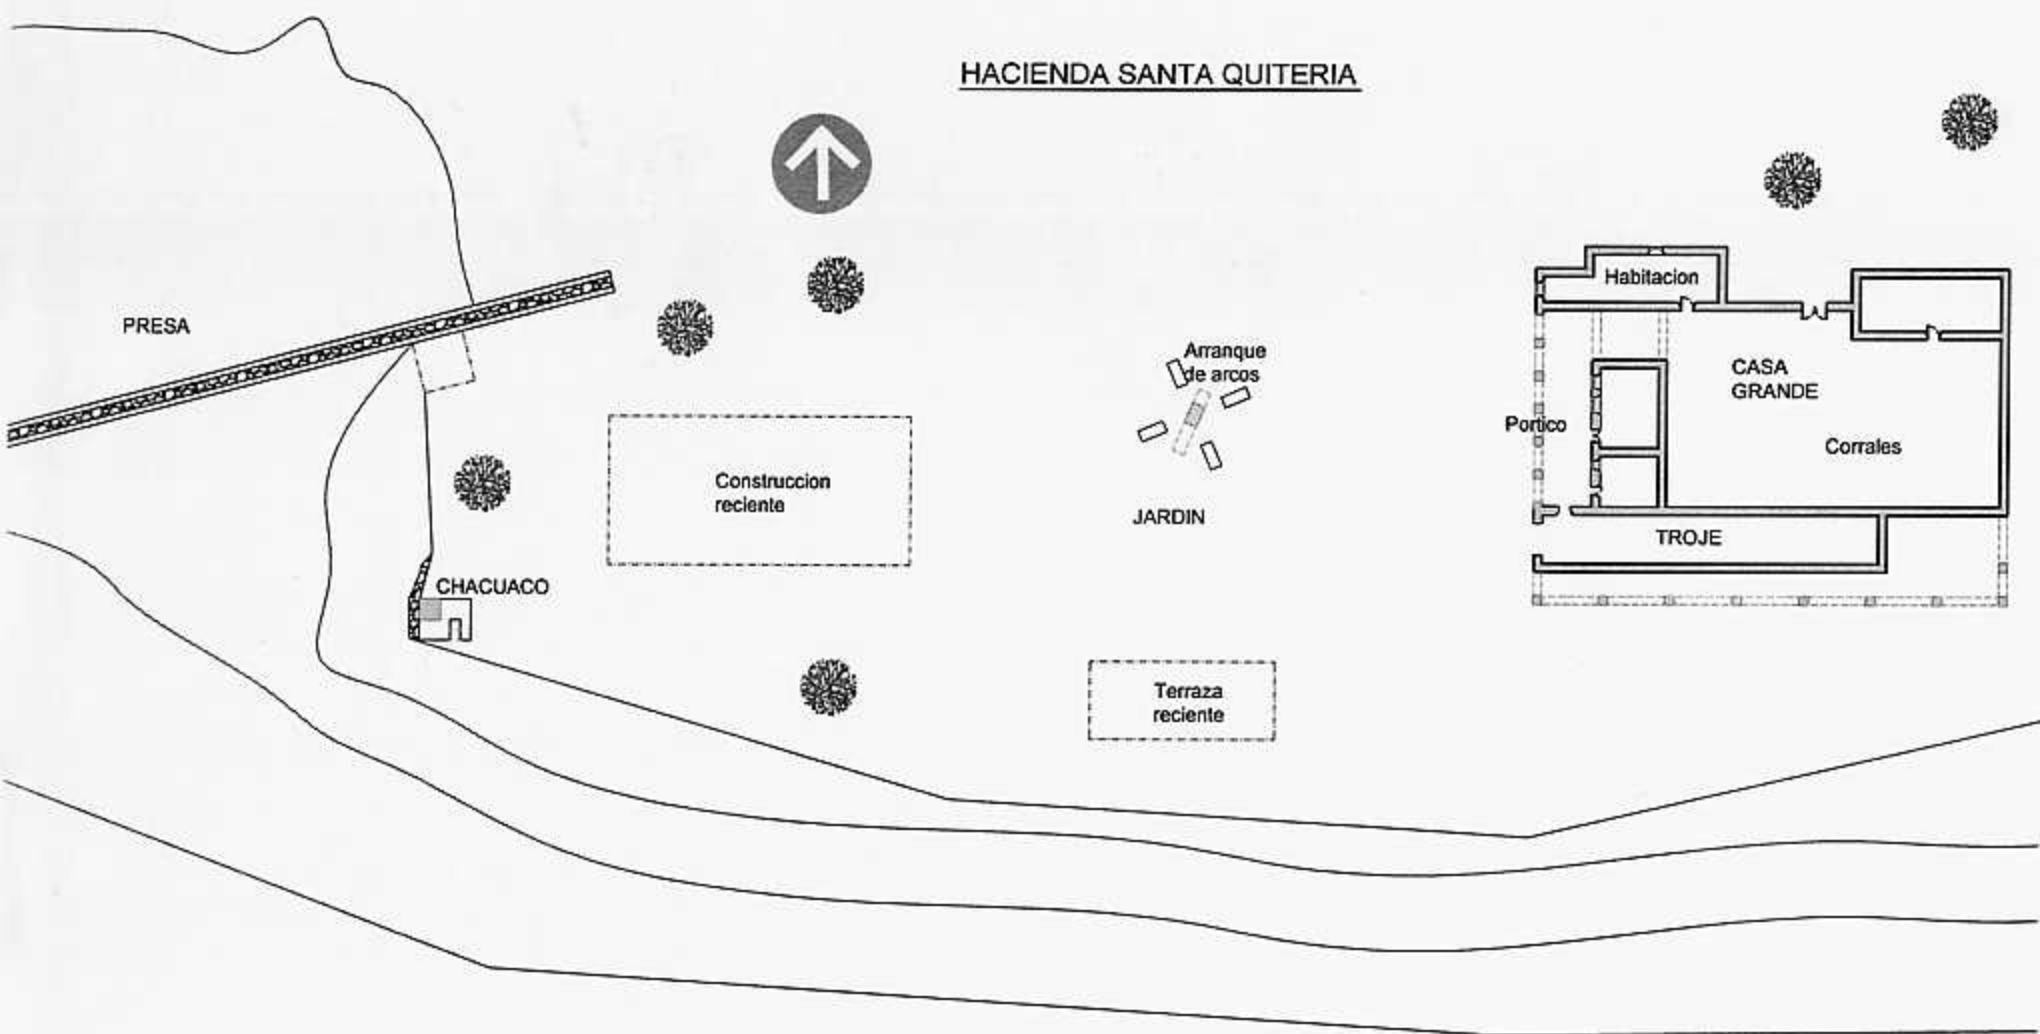 HACIENDA SANTA QUITERIA
PRESA
Habitacion
Arranque
de arcos
CASA
GRANDE
Portico
Corrales
Construccion
reciente
JARDIN
TROJE
CHACUACO
Terraza
reciente